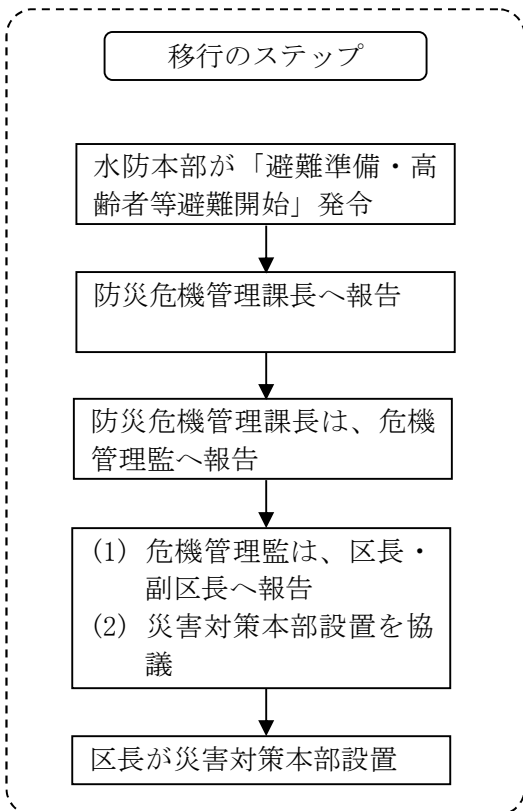 移行のステップ
水防本部が「避難準備・高
齢者等避難開始」発令
防災危機管理課長へ報告
防災危機管理課長は、危機
管理監へ報告
(1) 危機管理監は、区長・
副区長へ報告
(2) 災害対策本部設置を協
議
区長が災害対策本部設置